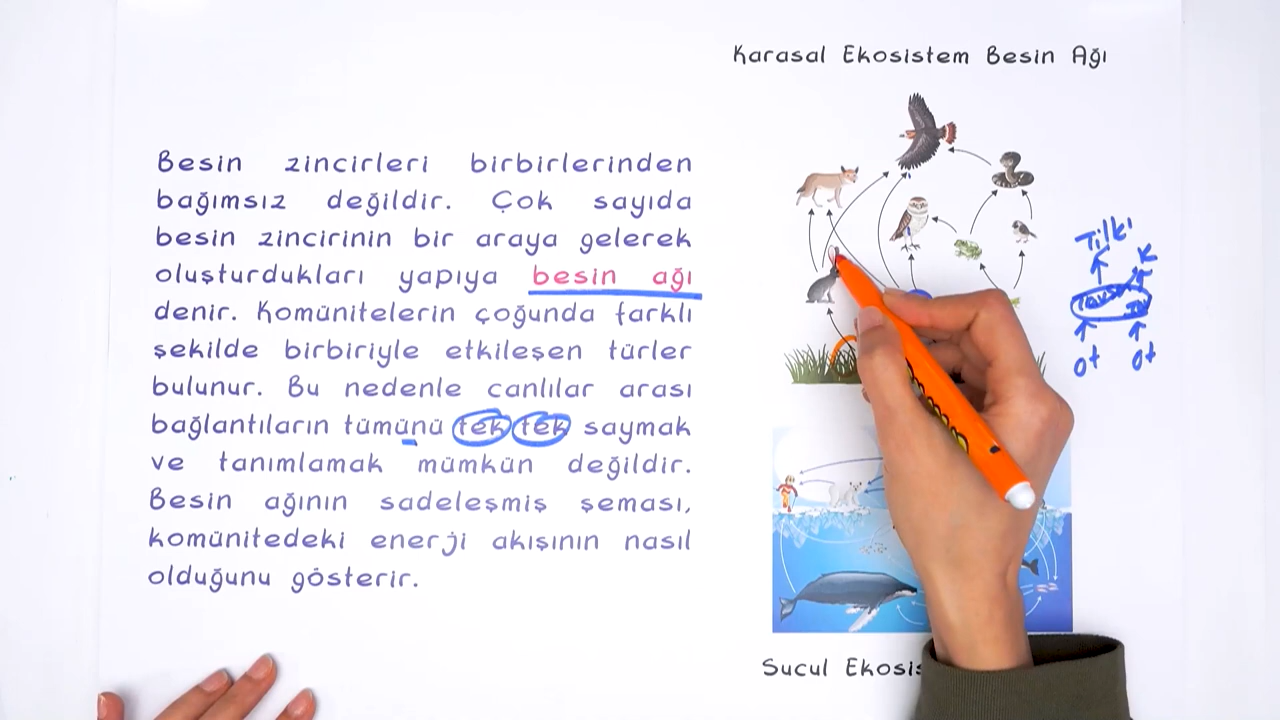 Karasal Ekosistem Besin Ağı
Besin zincirleri birbirlerinden
bağımsız değildir. Çok sayıda
besin zincirinin bir araya gelerek
oluşturdukları yapıya besin ağı
denir. Komünitelerin çoğunda farklı
şekilde birbiriyle etkileşen türler
bulunur. Bu nedenle canlılar arası
bağlantıların tümünü tek tek saymak
ve tanımlamak mümkün değildir.
Besin ağının sadeleşmiş şeması,
komünitedeki enerji akışının nasıl
olduğunu gösterir.
Tilki
K
ot ot
Sucul